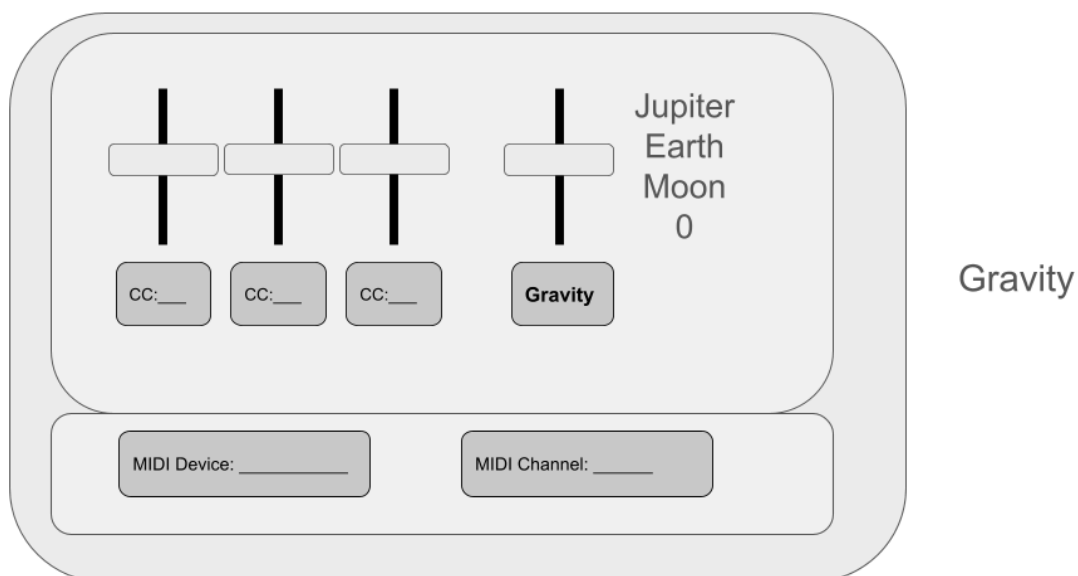 Jupiter
Earth
Moon
0
CC:___
CC:___
CC:___
Gravity
Gravity
MIDI Device: ___________
MIDI Channel: ______